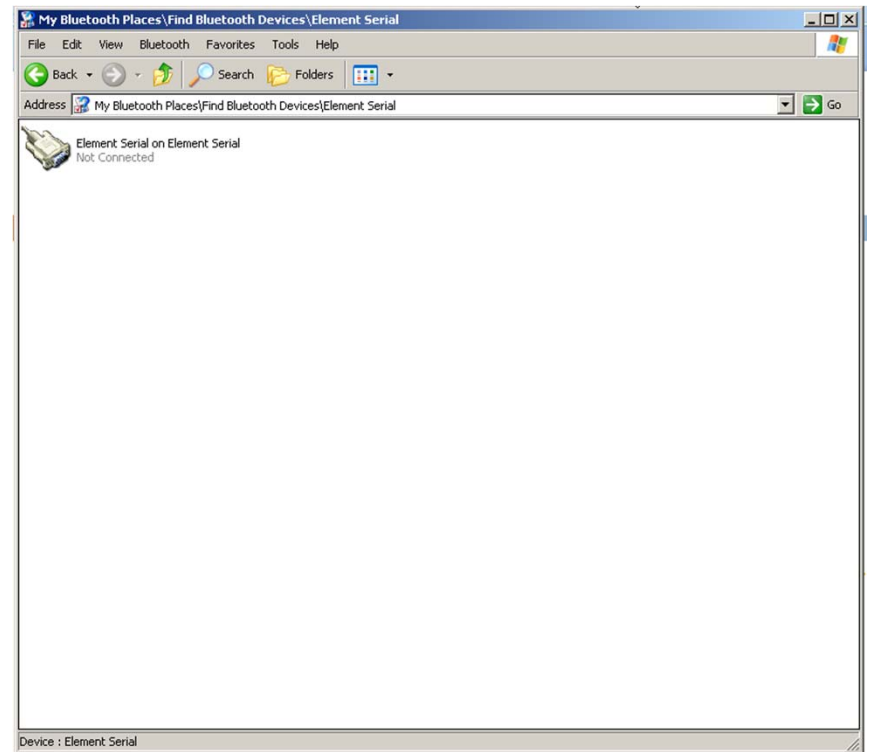 My Bluetooth Places\Find Bluetooth Devices\Element Serial
File Edit View Bluetooth Favorites Tools Help
Back Search Folders
Address My Bluetooth Places\Find Bluetooth Devices\Element Serial Go
Element Serial on Element Serial
Not Connected
Device : Element Serial